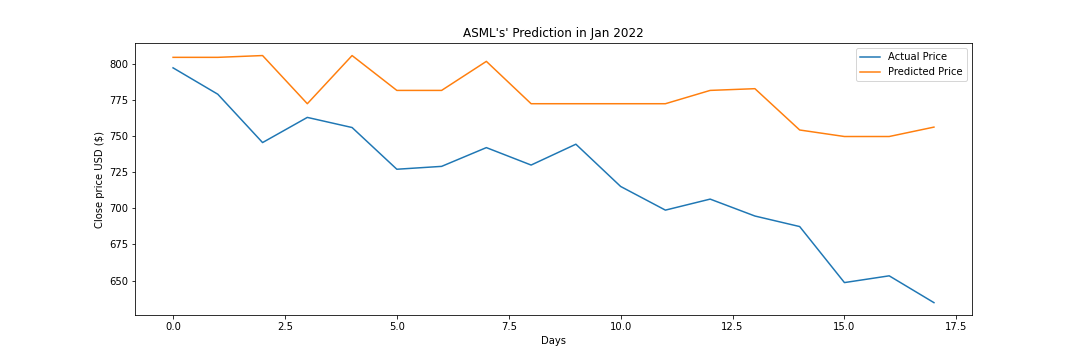 ASML's' Prediction in Jan 2022
Actual Price
Predicted Price
Close price USD ($)
800
775
750
725
700
675
650
0.0 2.5 5.0 7.5 10.0 12.5 15.0 17.5
Days